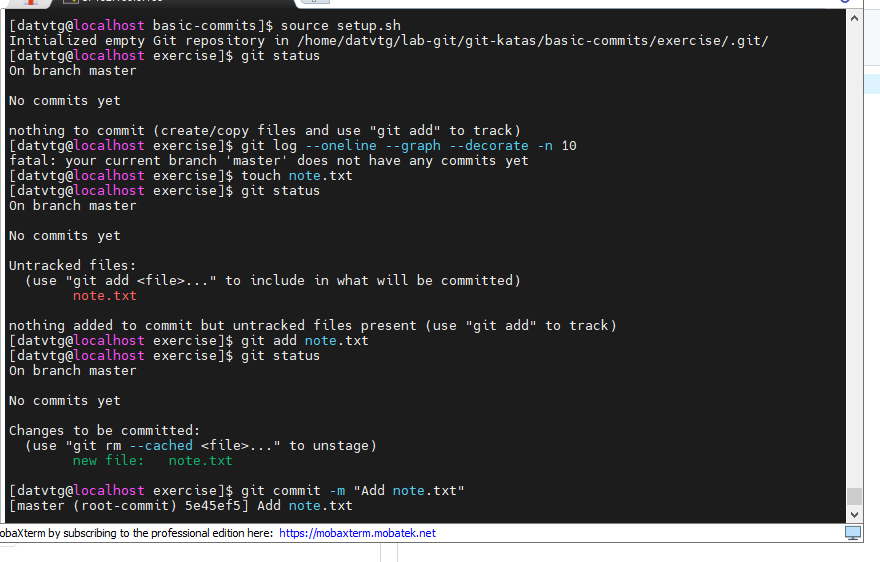 [datvtg@localhost basic-commits]$ source setup.sh
Initialized empty Git repository in /home/datvtg/lab-git/git-katas/basic-commits/exercise/.git/
[datvtg@localhost exercise]$ git status
On branch master
No commits yet
nothing to commit (create/copy files and use "git add" to track)
[datvtg@localhost exercise]$ git log --oneline --graph --decorate -n 10
fatal: your current branch 'master' does not have any commits yet
[datvtg@localhost exercise]$ touch note.txt
[datvtg@localhost exercise]$ git status
On branch master
No commits yet
Untracked files:
(use "git add <file>..." to include in what will be committed)
note.txt
nothing added to commit but untracked files present (use "git add" to track)
[datvtg@localhost exercise]$ git add note.txt
[datvtg@localhost exercise]$ git status
On branch master
No commits yet
Changes to be committed:
(use "git rm --cached <file>..." to unstage)
new file:   note.txt
[datvtg@localhost exercise]$ git commit -m "Add note.txt"
[master (root-commit) 5e45ef5] Add note.txt
obaXterm by subscribing to the professional edition here: https://mobaxterm.mobatek.net